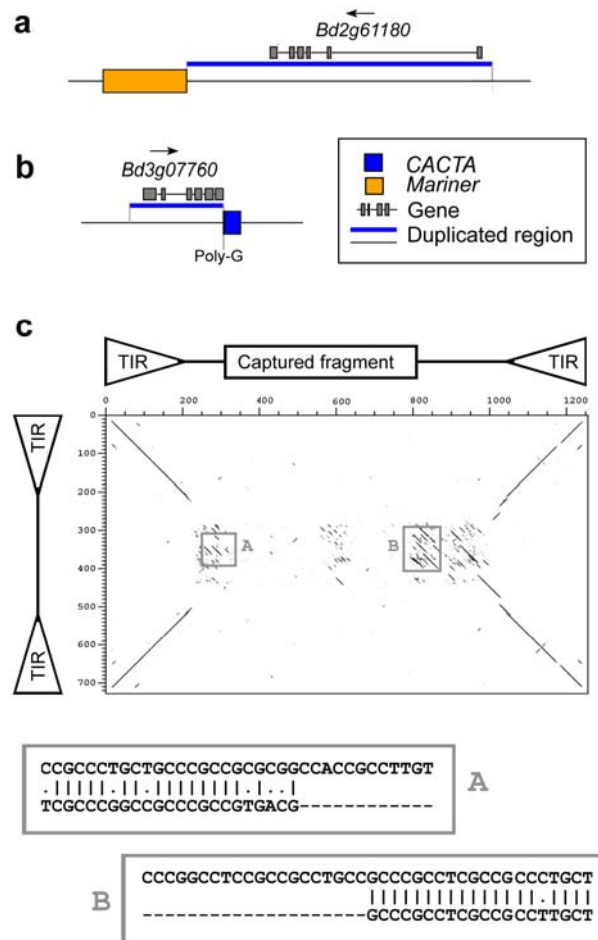 a
Bd2g61180
b
Bd3g07760
Poly-G
CACTA
Mariner
Gene
Duplicated region
c
TIR Captured fragment TIR
0 200 400 600 800 1000 1200
TIR
TIR
0
100
200
300
400
500
600
700
A
B
CCGCCCTGCTGCCCGCCGCGCGGCCACCGCCTTGT
.||||||.||.||||||||.|..|
TCGCCCGGCCGCCCGCCGTGACG------------
A
CCCGGCCTCCGCCGCCTGCCGCCCGCCTCGCCGCCCTGCT
|||||||||||||||.||||
--------------------GCCCGCCTCGCCGCCTTGCT
B